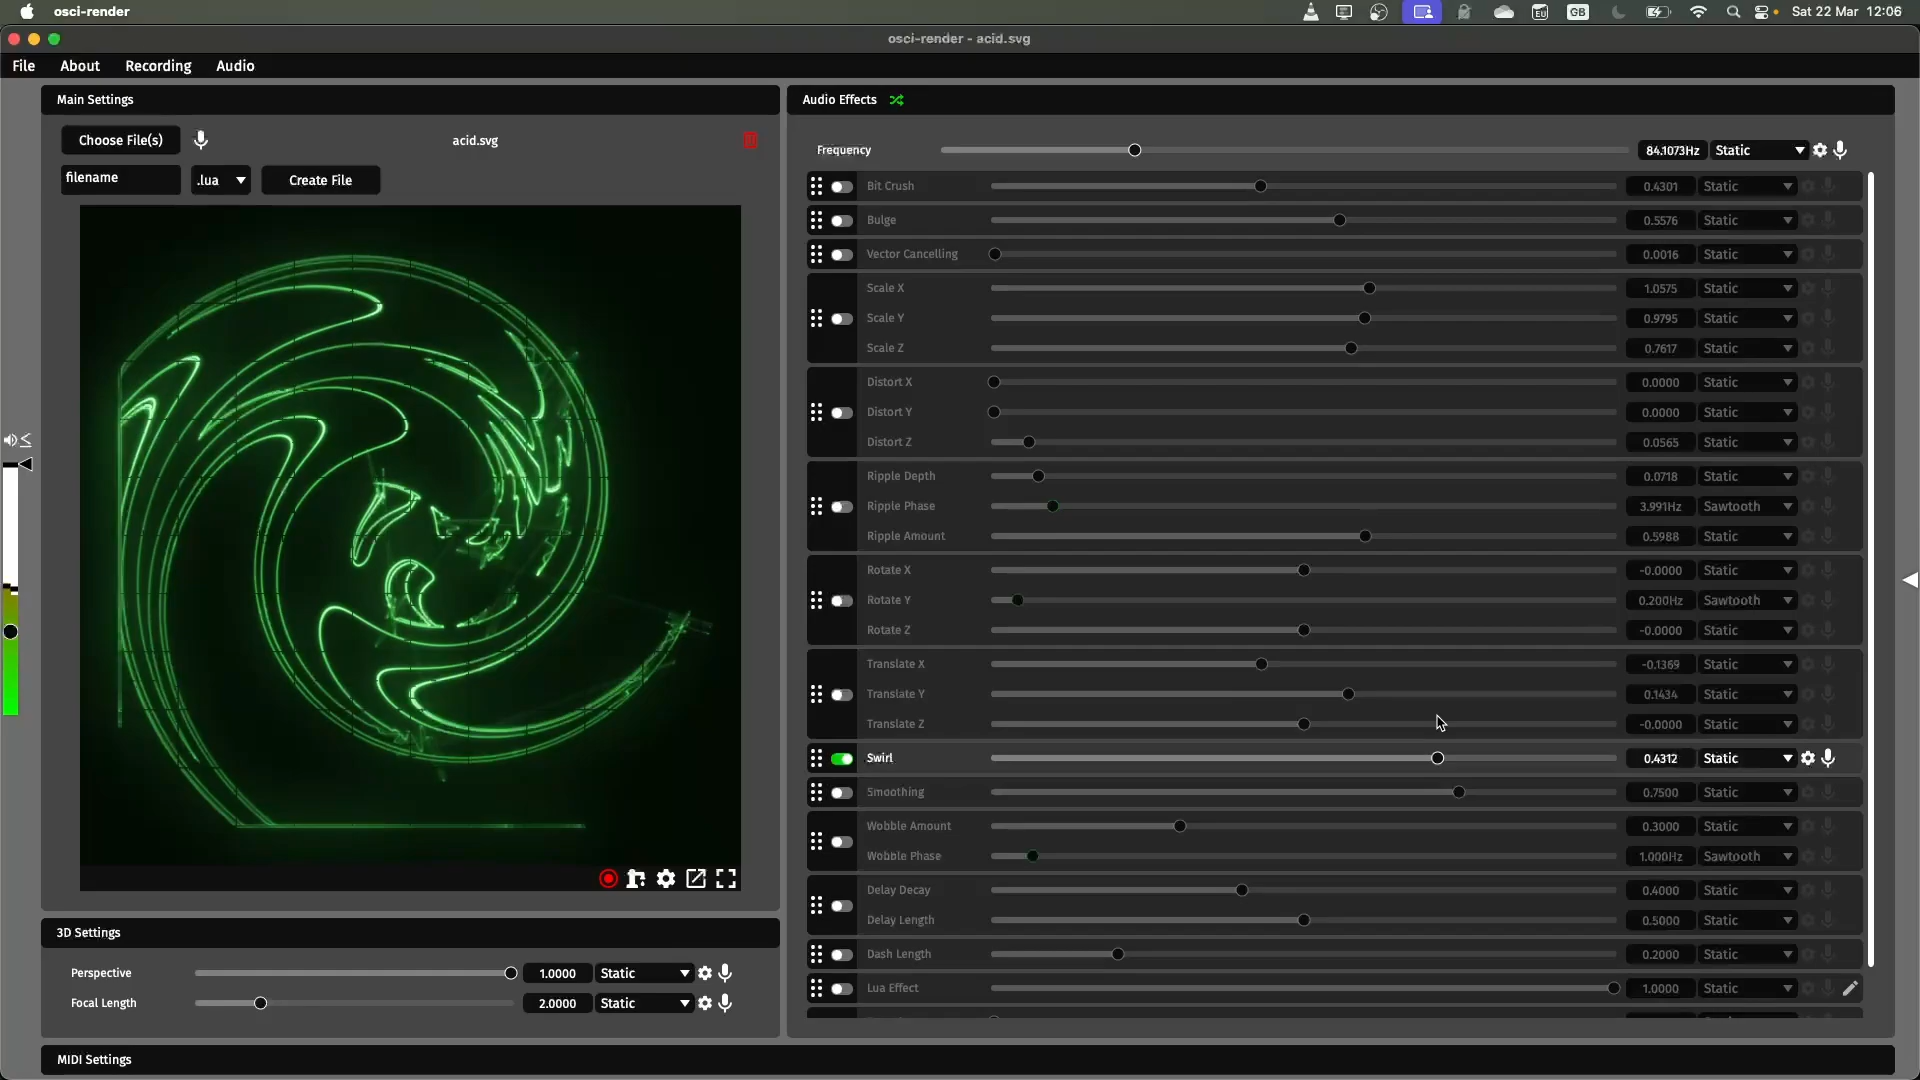 osci-render
GB
Sat 22 Mar 12:06
osci-render - acid.svg
File About Recording Audio
Main Settings
Choose File(s) acid.svg
filename .lua Create File
3D Settings
Perspective 1.0000 Static
Focal Length 2.0000 Static
Audio Effects
Frequency 84.1073Hz Static
Bit Crush 0.4301 Static
Bulge 0.5576 Static
Vector Cancelling 0.0016 Static
Scale X 1.0575 Static
Scale Y 0.9795 Static
Scale Z 0.7617 Static
Distort X 0.0000 Static
Distort Y 0.0000 Static
Distort Z 0.0565 Static
Ripple Depth 0.0718 Static
Ripple Phase 3.991Hz Sawtooth
Ripple Amount 0.5988 Static
Rotate X -0.0000 Static
Rotate Y 0.200Hz Sawtooth
Rotate Z -0.0000 Static
Translate X -0.1369 Static
Translate Y 0.1434 Static
Translate Z -0.0000 Static
Swirl 0.4312 Static
Smoothing 0.7500 Static
Wobble Amount 0.3000 Static
Wobble Phase 1.000Hz Sawtooth
Delay Decay 0.4000 Static
Delay Length 0.5000 Static
Dash Length 0.2000 Static
Lua Effect 1.0000 Static
MIDI Settings